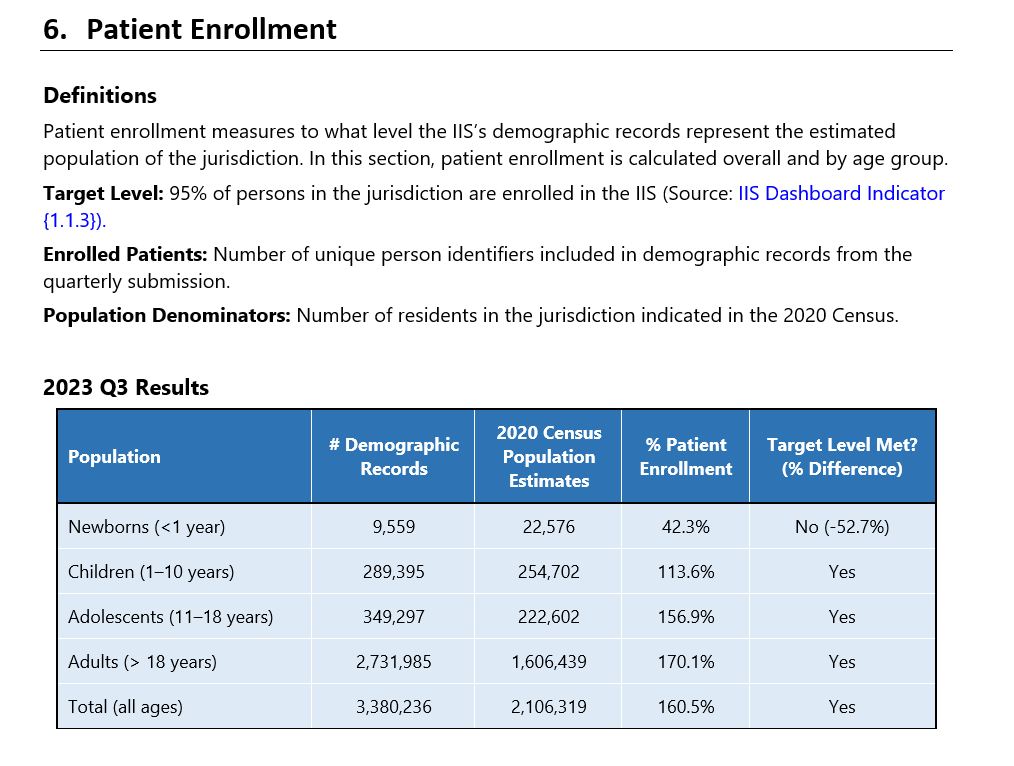 6. Patient Enrollment
Definitions
Patient enrollment measures to what level the IIS’s demographic records represent the estimated
population of the jurisdiction. In this section, patient enrollment is calculated overall and by age group.
Target Level: 95% of persons in the jurisdiction are enrolled in the IIS (Source: IIS Dashboard Indicator
{1.1.3}).
Enrolled Patients: Number of unique person identifiers included in demographic records from the
quarterly submission.
Population Denominators: Number of residents in the jurisdiction indicated in the 2020 Census.
2023 Q3 Results
Population # Demographic Records 2020 Census Population Estimates % Patient Enrollment Target Level Met? (% Difference)
Newborns (<1 year) 9,559 22,576 42.3% No (-52.7%)
Children (1–10 years) 289,395 254,702 113.6% Yes
Adolescents (11–18 years) 349,297 222,602 156.9% Yes
Adults (> 18 years) 2,731,985 1,606,439 170.1% Yes
Total (all ages) 3,380,236 2,106,319 160.5% Yes